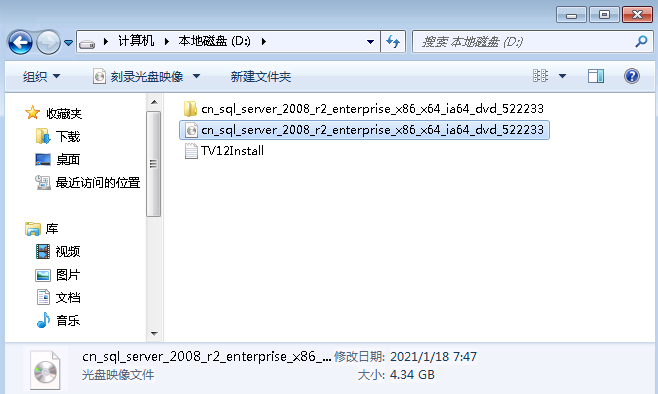 计算机 本地磁盘 (D:) 搜索 本地磁盘 (D:)
组织 刻录光盘映像 新建文件夹
收藏夹
下载
桌面
最近访问的位置
库
视频
图片
文档
音乐
cn_sql_server_2008_r2_enterprise_x86_x64_ia64_dvd_522233
cn_sql_server_2008_r2_enterprise_x86_x64_ia64_dvd_522233
TV12Install
cn_sql_server_2008_r2_enterprise_x86_... 修改日期: 2021/1/18 7:47
光盘映像文件 大小: 4.34 GB